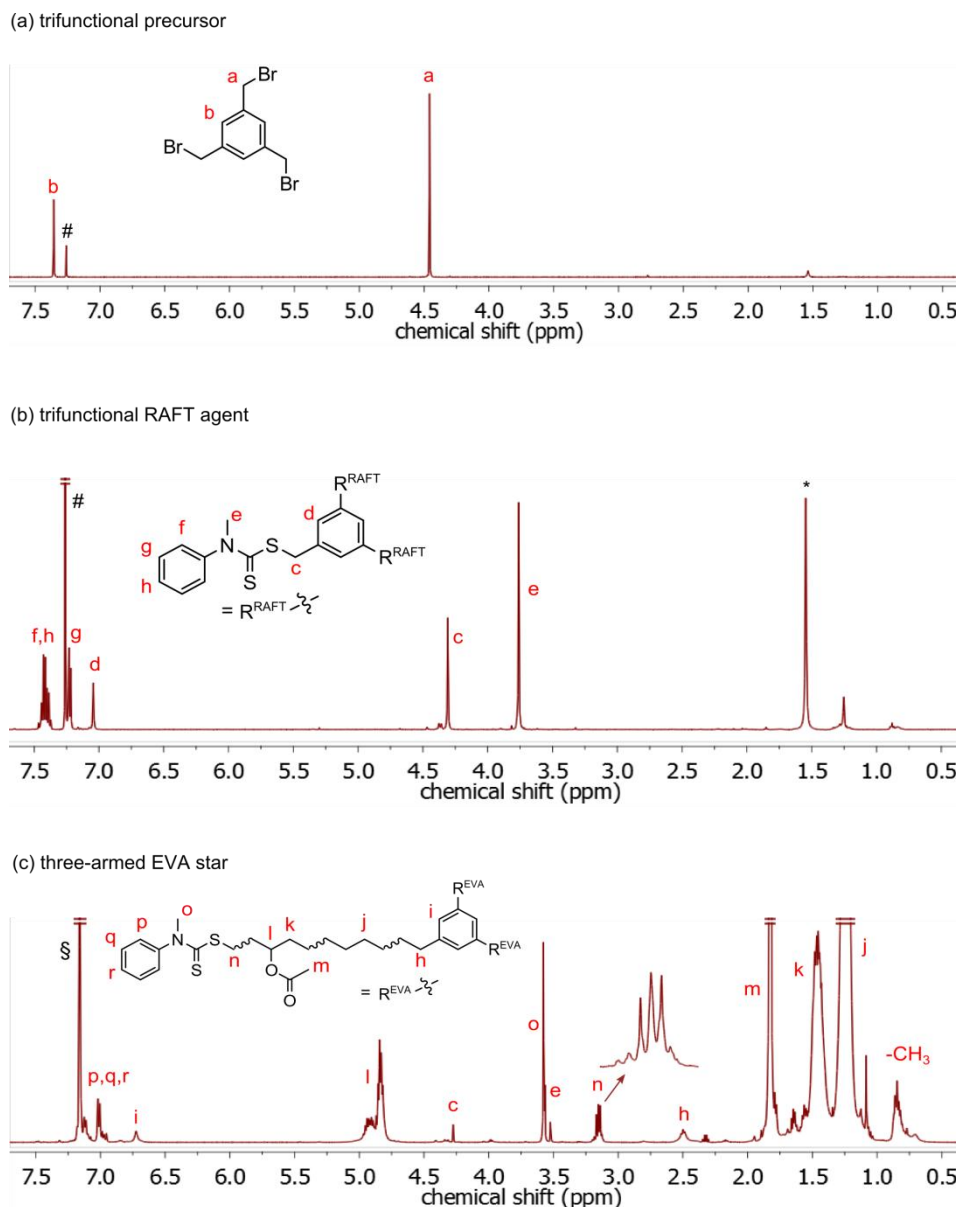 (a) trifunctional precursor
a
Br
b
Br
Br
a
b
#
7.5 7.0 6.5 6.0 5.5 5.0 4.5 4.0 3.5 3.0 2.5 2.0 1.5 1.0 0.5
chemical shift (ppm)
(b) trifunctional RAFT agent
#
R^RAFT
e
d
f
g
N
S
R^RAFT
h
S
c
= R^RAFT
*
e
f,h
g
c
d
7.5 7.0 6.5 6.0 5.5 5.0 4.5 4.0 3.5 3.0 2.5 2.0 1.5 1.0 0.5
chemical shift (ppm)
(c) three-armed EVA star
§
R^EVA
o
k
j
i
p
l
q
N
S
R^EVA
r
S
n
O
m
h
O
= R^EVA
j
m
k
o
p,q,r
l
-CH3
n
i
c
e
h
7.5 7.0 6.5 6.0 5.5 5.0 4.5 4.0 3.5 3.0 2.5 2.0 1.5 1.0 0.5
chemical shift (ppm)